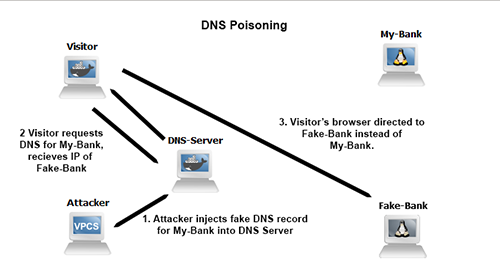 DNS Poisoning
Visitor
My-Bank
2 Visitor requests
DNS for My-Bank,
recieves IP of
Fake-Bank
DNS-Server
3. Visitor's browser directed to
Fake-Bank instead of
My-Bank.
Attacker
VPCS
1. Attacker injects fake DNS record
for My-Bank into DNS Server
Fake-Bank